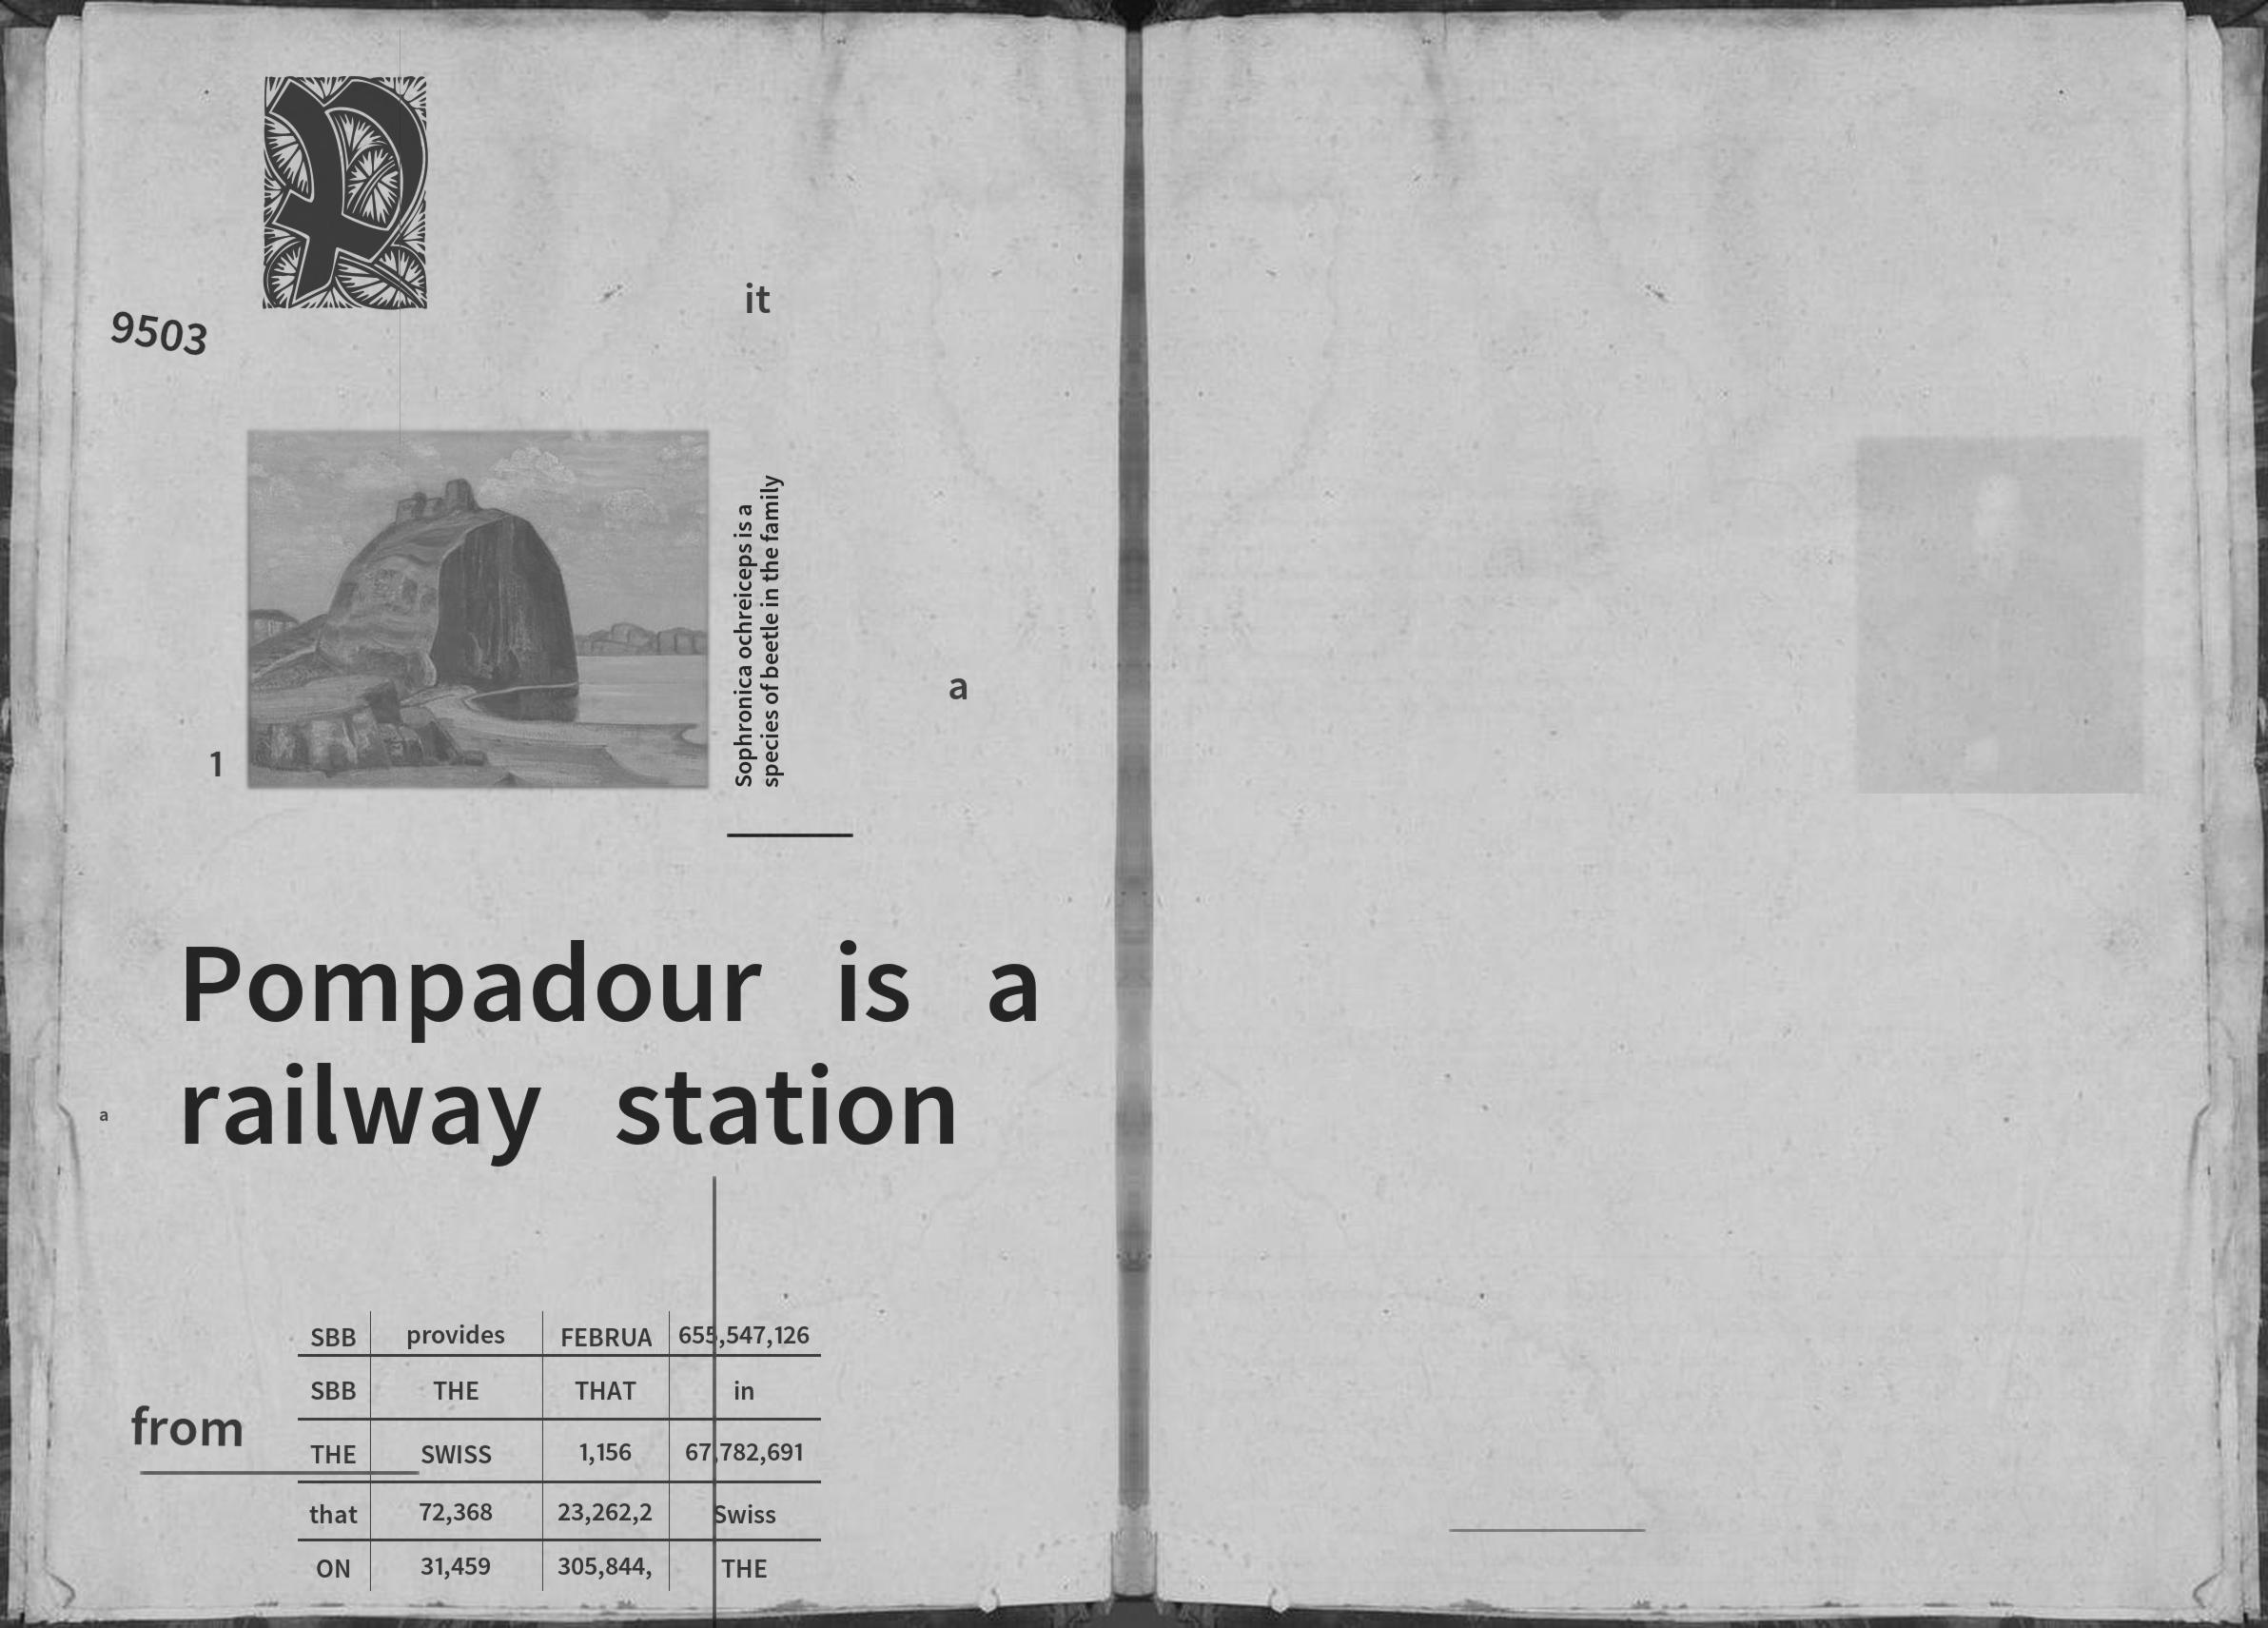 P
it
9503
Sophronica ochreiceps is a
species of beetle in the family
a
1
Pompadour is a
railway station
a
SBB provides FEBRUA 655,547,126
SBB THE THAT in
from
THE SWISS 1,156 67,782,691
that 72,368 23,262,2 Swiss
ON 31,459 305,844, THE